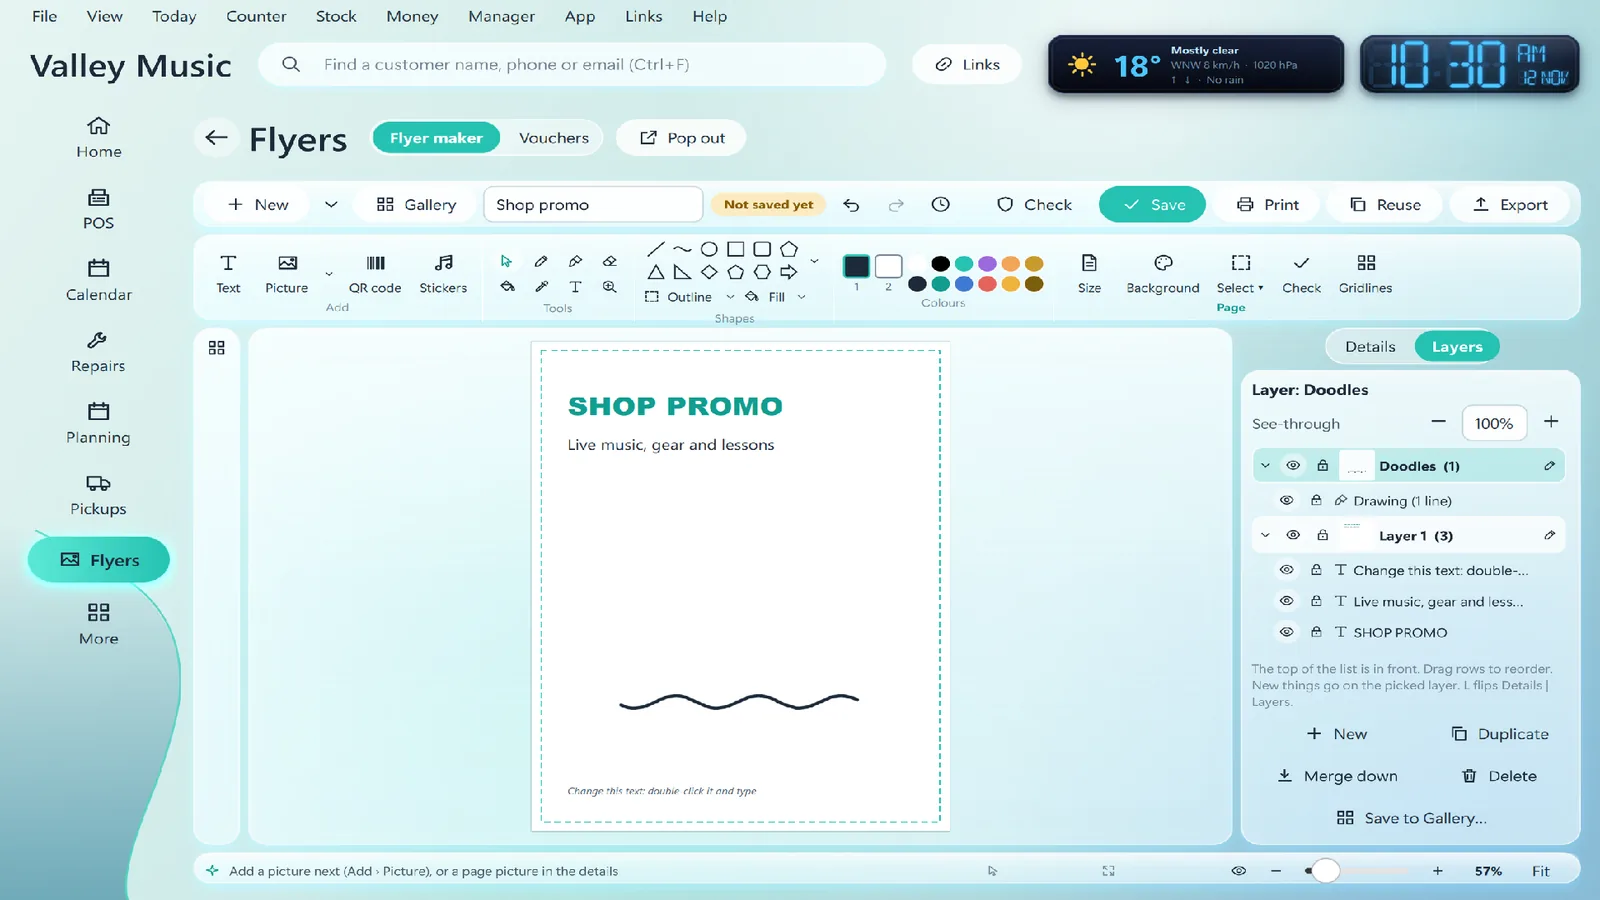 File View Today Counter Stock Money Manager App Links Help
Valley Music
Find a customer name, phone or email (Ctrl+F)
Links
18°
Mostly clear
WNW 8 km/h · 1020 hPa
↑ ↓ · No rain
10:30 AM
12 NOV
Home
POS
Calendar
Repairs
Planning
Pickups
Flyers
More
Flyers
Flyer maker
Vouchers
Pop out
New
Gallery
Shop promo
Not saved yet
Check
Save
Print
Reuse
Export
Text
Picture
QR code
Stickers
Add
Tools
Outline
Fill
Shapes
1
2
Colours
Size
Background
Select
Check
Gridlines
Page
SHOP PROMO
Live music, gear and lessons
Change this text: double-click it and type
Details
Layers
Layer: Doodles
See-through
100%
Doodles (1)
Drawing (1 line)
Layer 1 (3)
Change this text: double-...
Live music, gear and less...
SHOP PROMO
The top of the list is in front. Drag rows to reorder.
New things go on the picked layer. L flips Details |
Layers.
New
Duplicate
Merge down
Delete
Save to Gallery...
Add a picture next (Add › Picture), or a page picture in the details
57%
Fit